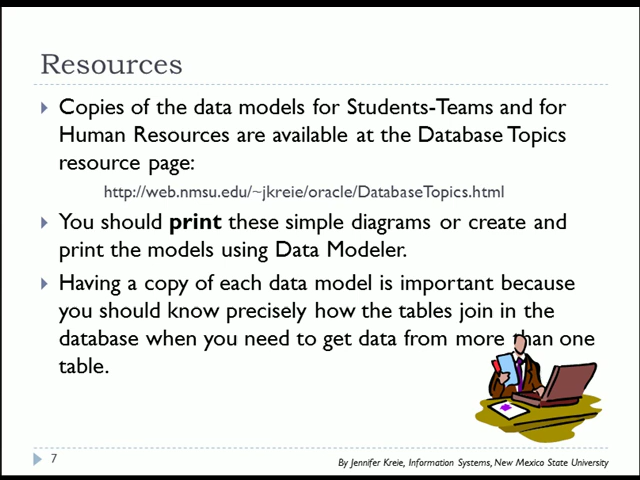 Resources
Copies of the data models for Students-Teams and for
Human Resources are available at the Database Topics
resource page:
http://web.nmsu.edu/~jkreie/oracle/DatabaseTopics.html
You should print these simple diagrams or create and
print the models using Data Modeler.
Having a copy of each data model is important because
you should know precisely how the tables join in the
database when you need to get data from more than one
table.
7
By Jennifer Kreie, Information Systems, New Mexico State University